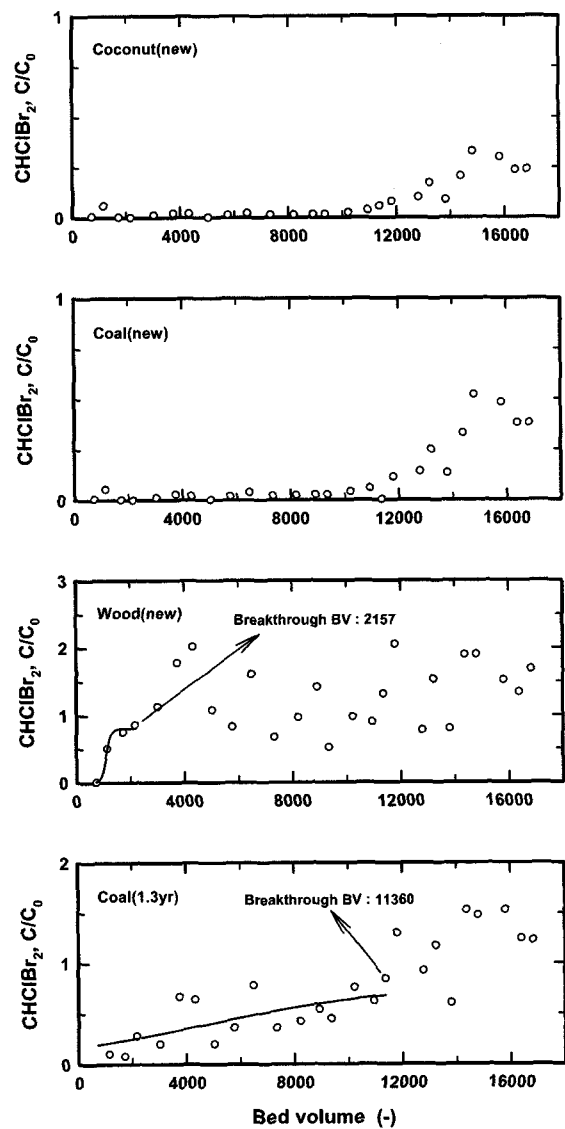 1
Coconut(new)
CHClBr2, C/C0
0
0 4000 8000 12000 16000
1
Coal(new)
CHClBr2, C/C0
0
0 4000 8000 12000 16000
3
Wood(new)
Breakthrough BV : 2157
2
CHClBr2, C/C0
1
0
0 4000 8000 12000 16000
2
Coal(1.3yr)
Breakthrough BV : 11360
CHClBr2, C/C0
1
0
0 4000 8000 12000 16000
Bed volume (-)